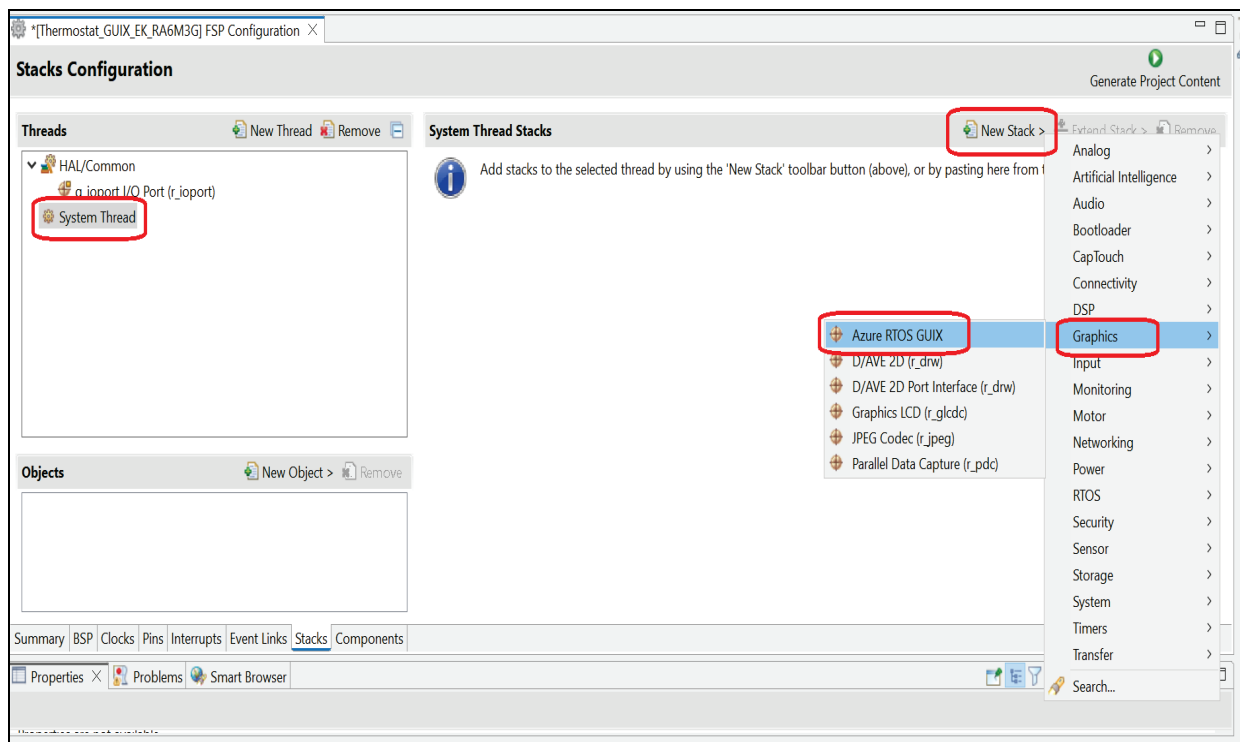 *[Thermostat_GUIX_EK_RA6M3G] FSP Configuration
Stacks Configuration
Generate Project Content
Threads
New Thread
Remove
System Thread Stacks
New Stack >
Extend Stack >
Remove
HAL/Common
g_ioport I/O Port (r_ioport)
System Thread
Add stacks to the selected thread by using the 'New Stack' toolbar button (above), or by pasting here from
Analog
Artificial Intelligence
Audio
Bootloader
CapTouch
Connectivity
DSP
Graphics
Input
Monitoring
Motor
Networking
Power
RTOS
Security
Sensor
Storage
System
Timers
Transfer
Search...
Azure RTOS GUIX
D/AVE 2D (r_drw)
D/AVE 2D Port Interface (r_drw)
Graphics LCD (r_glcdc)
JPEG Codec (r_jpeg)
Parallel Data Capture (r_pdc)
Objects
New Object >
Remove
Summary BSP Clocks Pins Interrupts Event Links Stacks Components
Properties
Problems
Smart Browser